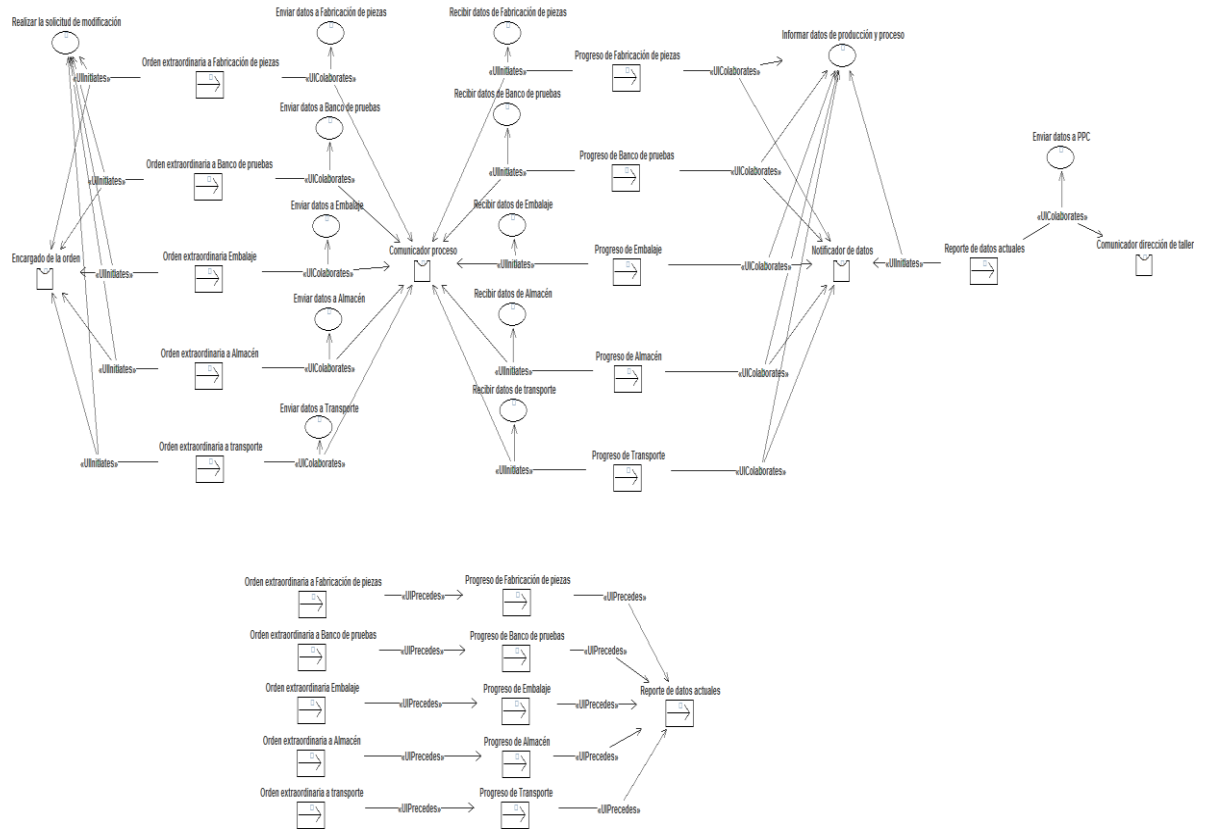 Realizar la solicitud de modificación
Enviar datos a Fabricación de piezas
Recibir datos de Fabricación de piezas
Informar datos de producción y proceso
Orden extraordinaria a Fabricación de piezas
Progreso de Fabricación de piezas
«UIInitiates»
«UIColaborates»
«UIInitiates»
«UIColaborates»
Enviar datos a Banco de pruebas
Recibir datos de Banco de pruebas
Enviar datos a PPC
Orden extraordinaria a Banco de pruebas
Progreso de Banco de pruebas
«UIInitiates»
«UIColaborates»
«UIInitiates»
«UIColaborates»
Enviar datos a Embalaje
Recibir datos de Embalaje
«UIColaborates»
Encargado de la orden
Orden extraordinaria Embalaje
Comunicador proceso
Progreso de Embalaje
Notificador de datos
Reporte de datos actuales
Comunicador dirección de taller
«UIInitiates»
«UIColaborates»
«UIInitiates»
«UIColaborates»
«UIInitiates»
Enviar datos a Almacén
Recibir datos de Almacén
Orden extraordinaria a Almacén
Progreso de Almacén
«UIInitiates»
«UIColaborates»
«UIInitiates»
«UIColaborates»
Enviar datos a Transporte
Recibir datos de transporte
Orden extraordinaria a transporte
Progreso de Transporte
«UIInitiates»
«UIColaborates»
«UIInitiates»
«UIColaborates»
Orden extraordinaria a Fabricación de piezas
Progreso de Fabricación de piezas
«UIPrecedes»
«UIPrecedes»
Orden extraordinaria a Banco de pruebas
Progreso de Banco de pruebas
«UIPrecedes»
«UIPrecedes»
Orden extraordinaria Embalaje
Progreso de Embalaje
Reporte de datos actuales
«UIPrecedes»
«UIPrecedes»
Orden extraordinaria a Almacén
Progreso de Almacén
«UIPrecedes»
«UIPrecedes»
Orden extraordinaria a transporte
Progreso de Transporte
«UIPrecedes»
«UIPrecedes»